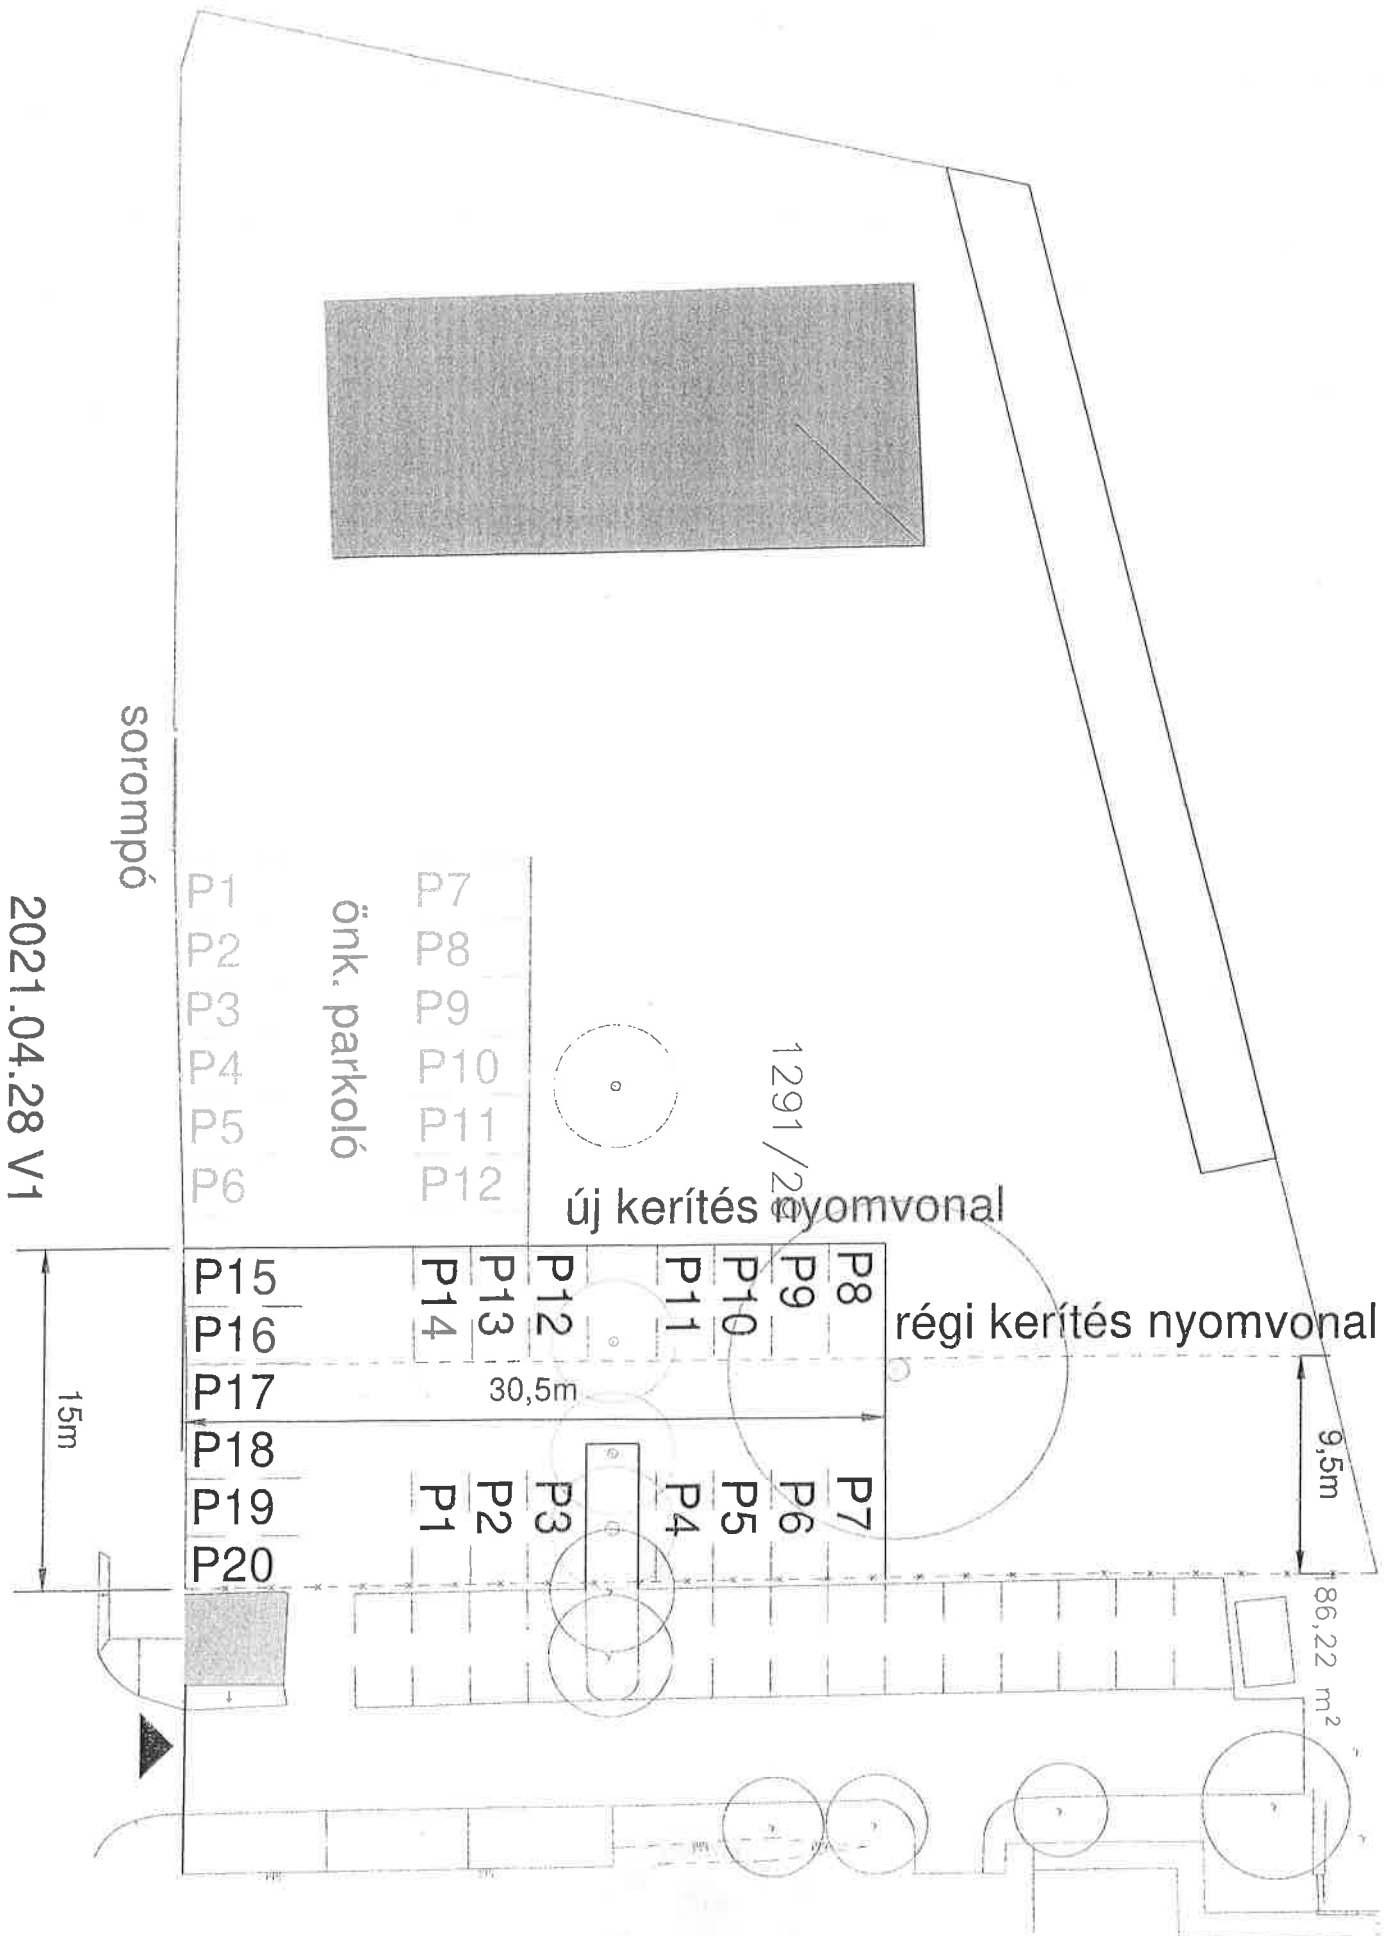 sorompó
2021.04.28 V1
P1
P2
P3
P4
P5
P6
önk. parkoló
P7
P8
P9
P10
P11
P12
1291/2
új kerítés nyomvonal
régi kerítés nyomvonal
P15
P16
P17
P18
P19
P20
P14
P13
P12
P11
P10
P9
P8
30,5m
15m
9,5m
P1
P2
P3
P4
P5
P6
P7
86,22 m²